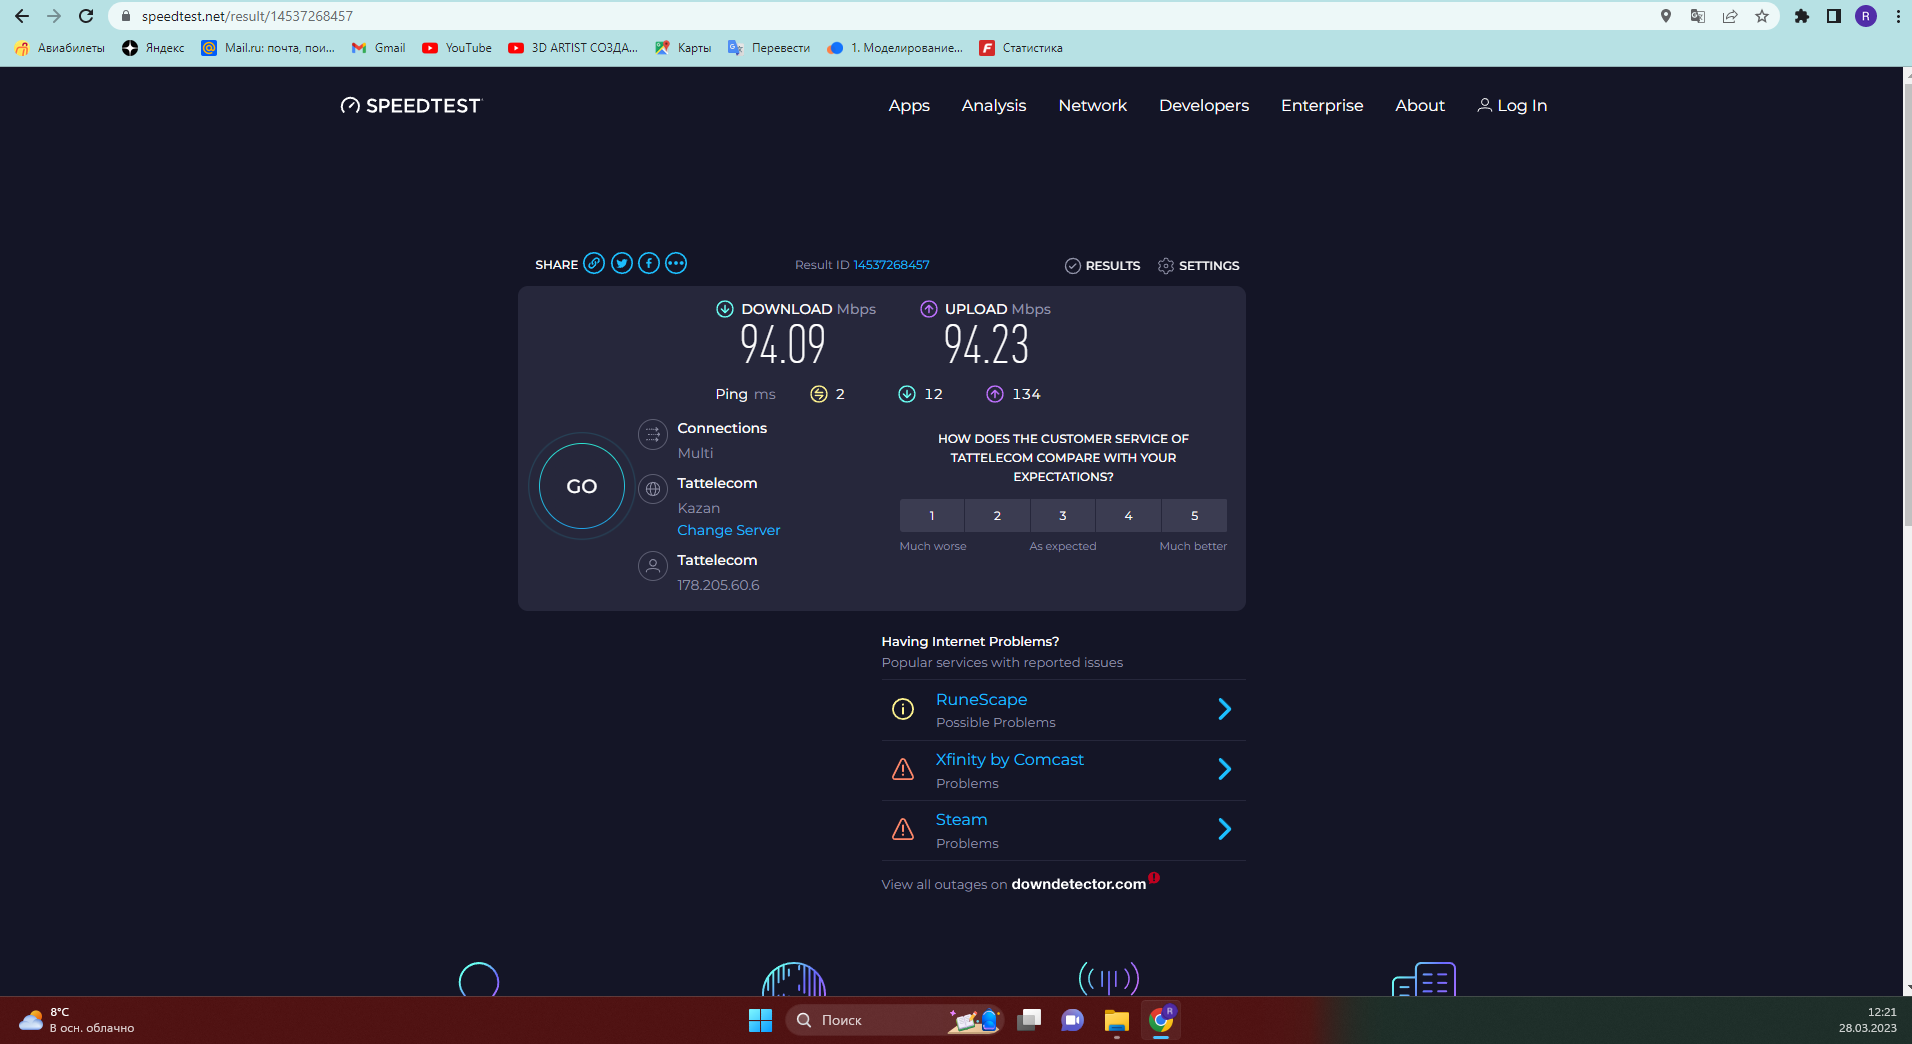 speedtest.net/result/14537268457
R
Авиабилеты Яндекс Mail.ru: почта, пои... Gmail YouTube 3D ARTIST СОЗДА... Карты Перевести 1. Моделирование... Статистика
SPEEDTEST
Apps Analysis Network Developers Enterprise About Log In
SHARE Result ID 14537268457 RESULTS SETTINGS
DOWNLOAD Mbps UPLOAD Mbps
94.09 94.23
Ping ms 2 12 134
Connections
Multi
Tattelecom
Kazan
Change Server
Tattelecom
178.205.60.6
GO
HOW DOES THE CUSTOMER SERVICE OF
TATTELECOM COMPARE WITH YOUR
EXPECTATIONS?
1 2 3 4 5
Much worse As expected Much better
Having Internet Problems?
Popular services with reported issues
RuneScape
Possible Problems
Xfinity by Comcast
Problems
Steam
Problems
View all outages on downdetector.com
8°C
В осн. облачно
Поиск
R
12:21
28.03.2023